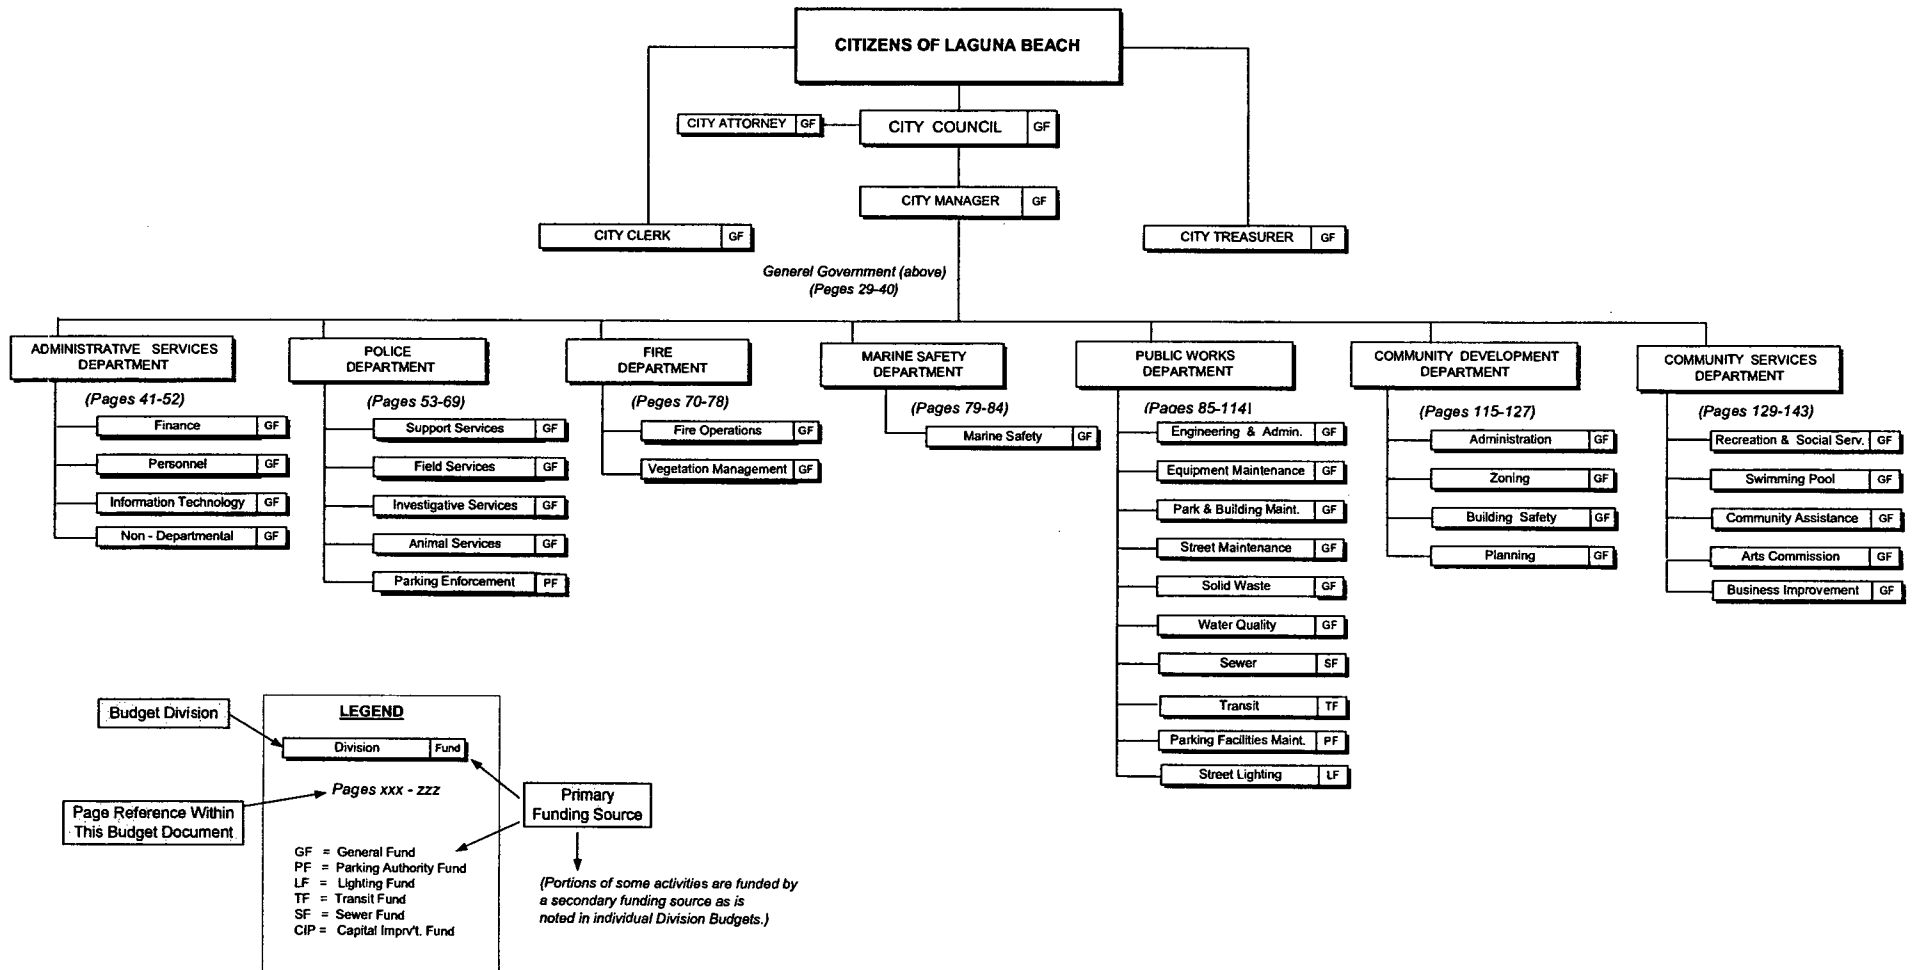 CITIZENS OF LAGUNA BEACH
CITY ATTORNEY GF
CITY COUNCIL GF
CITY MANAGER GF
CITY CLERK GF
CITY TREASURER GF
Generel Government (above)
(Peges 29-40)
ADMINISTRATIVE SERVICES
DEPARTMENT
(Pages 41-52)
Finance GF
Personnel GF
Information Technology GF
Non - Departmental GF
POLICE
DEPARTMENT
(Pages 53-69)
Support Services GF
Field Services GF
Investigative Services GF
Animal Services GF
Parking Enforcement PF
FIRE
DEPARTMENT
(Pages 70-78)
Fire Operations GF
Vegetation Management GF
MARINE SAFETY
DEPARTMENT
(Pages 79-84)
Marine Safety GF
PUBLIC WORKS
DEPARTMENT
(Pages 85-114)
Engineering & Admin. GF
Equipment Maintenance GF
Park & Building Maint. GF
Street Maintenance GF
Solid Waste GF
Water Quality GF
Sewer SF
Transit TF
Parking Facilities Maint. PF
Street Lighting LF
COMMUNITY DEVELOPMENT
DEPARTMENT
(Pages 115-127)
Administration GF
Zoning GF
Building Safety GF
Planning GF
COMMUNITY SERVICES
DEPARTMENT
(Pages 129-143)
Recreation & Social Serv. GF
Swimming Pool GF
Community Assistance GF
Arts Commission GF
Business Improvement GF
Budget Division
LEGEND
Division Fund
Pages xxx - zzz
Page Reference Within
This Budget Document
Primary
Funding Source
GF = General Fund
PF = Parking Authority Fund
LF = Lighting Fund
TF = Transit Fund
SF = Sewer Fund
CIP = Capital Imprv't. Fund
(Portions of some activities are funded by
a secondary funding source as is
noted in individual Division Budgets.)